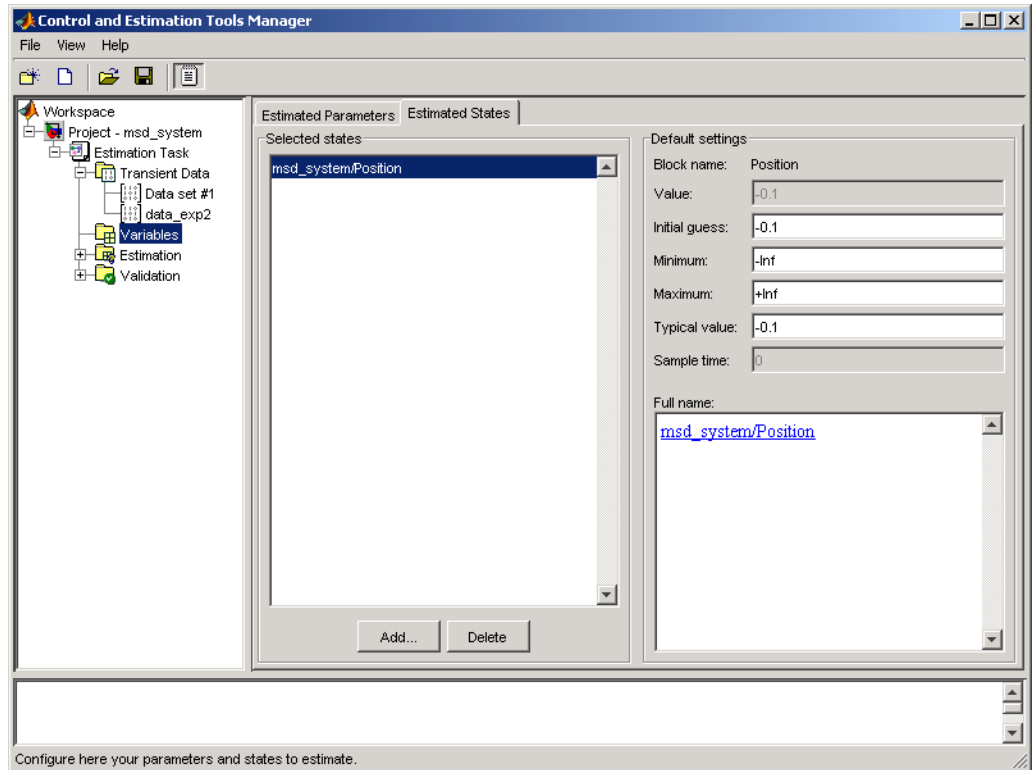 Control and Estimation Tools Manager
File View Help
Workspace
Project - msd_system
Estimation Task
Transient Data
Data set #1
data_exp2
Variables
Estimation
Validation
Estimated Parameters
Estimated States
Selected states
msd_system/Position
Add...
Delete
Default settings
Block name: Position
Value: -0.1
Initial guess: -0.1
Minimum: -Inf
Maximum: +Inf
Typical value: -0.1
Sample time: 0
Full name:
msd_system/Position
Configure here your parameters and states to estimate.